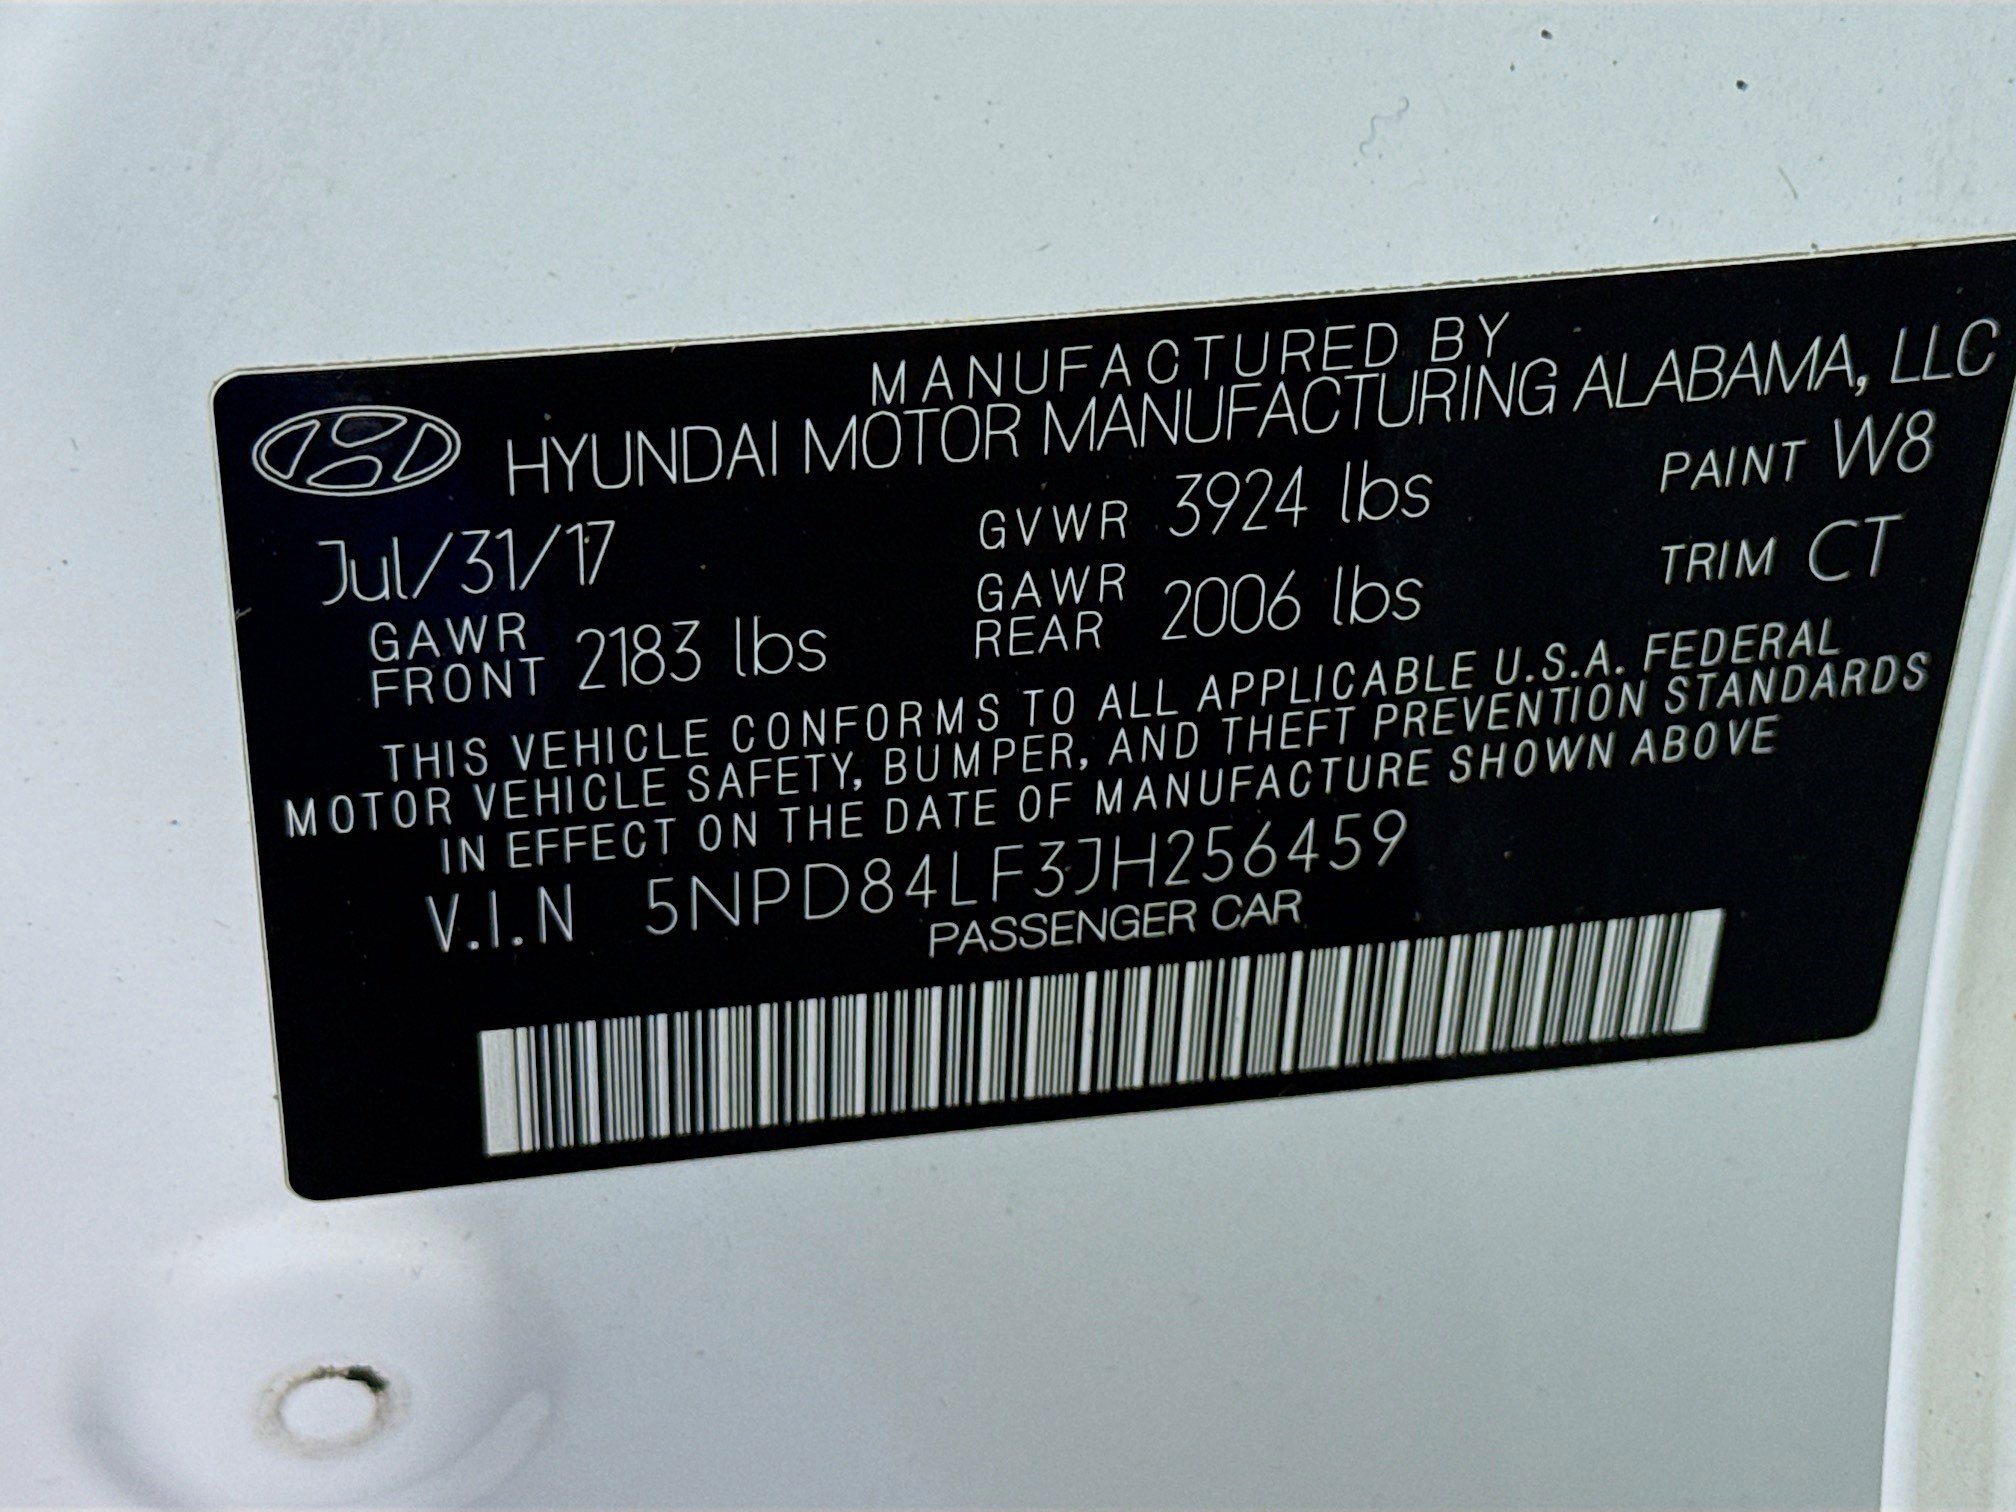 MANUFACTURED BY
HYUNDAI MOTOR MANUFACTURING ALABAMA, LLC
Jul/31/17 GVWR 3924 lbs PAINT W8
GAWR FRONT 2183 lbs GAWR REAR 2006 lbs TRIM CT
THIS VEHICLE CONFORMS TO ALL APPLICABLE U.S.A. FEDERAL
MOTOR VEHICLE SAFETY, BUMPER, AND THEFT PREVENTION STANDARDS
IN EFFECT ON THE DATE OF MANUFACTURE SHOWN ABOVE
V.I.N 5NPD84LF3JH256459
PASSENGER CAR